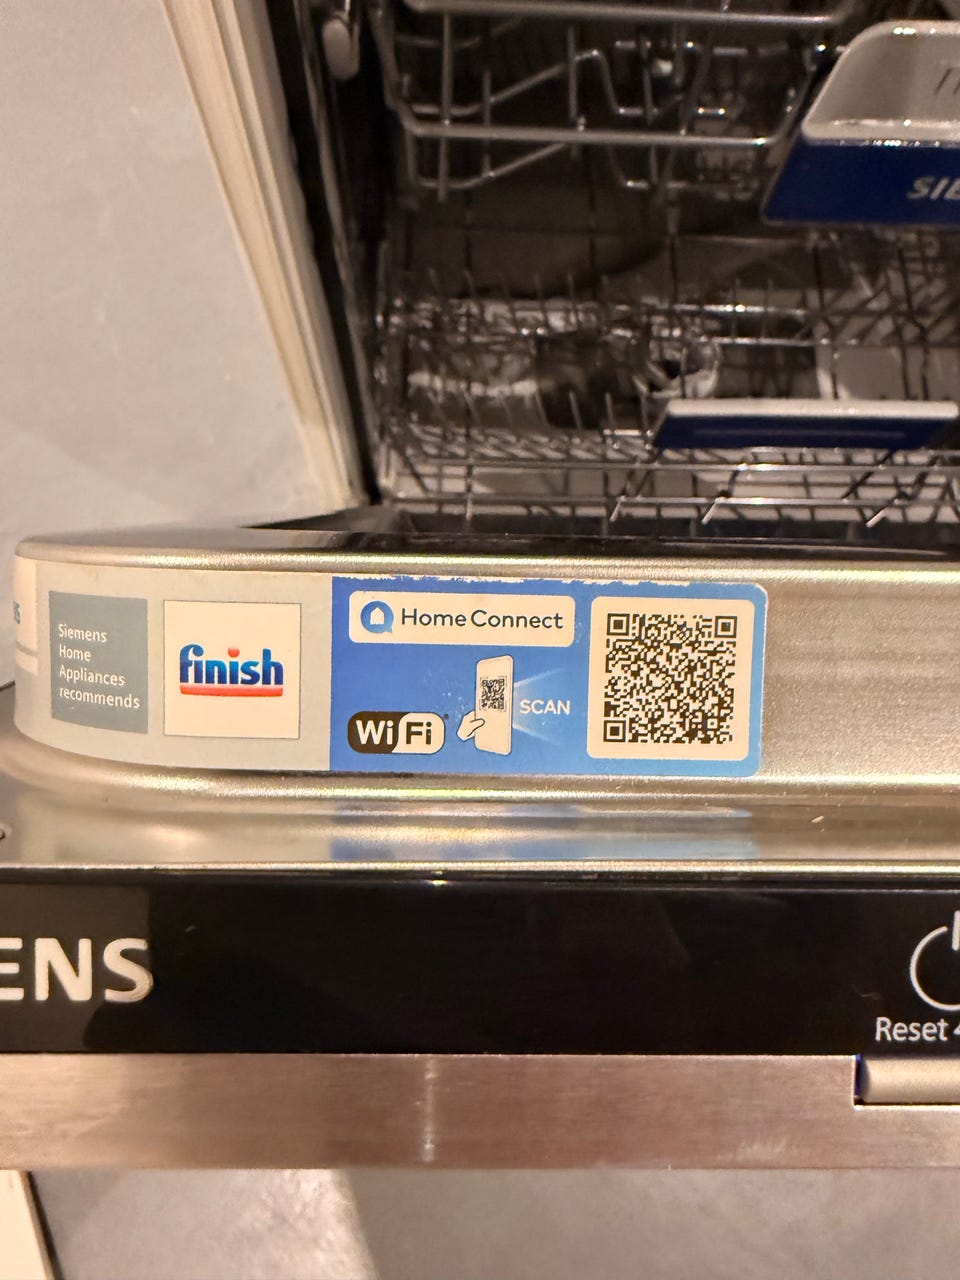 Siemens
Home
Appliances
recommends
finish
Home Connect
WiFi
SCAN
ENS
Reset